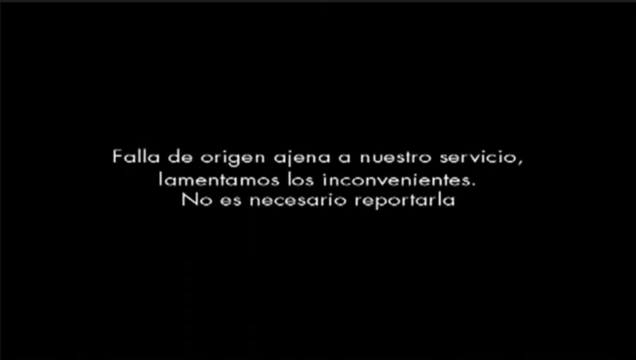 Falla de origen ajena a nuestro servicio,
lamentamos los inconvenientes.
No es necesario reportarla